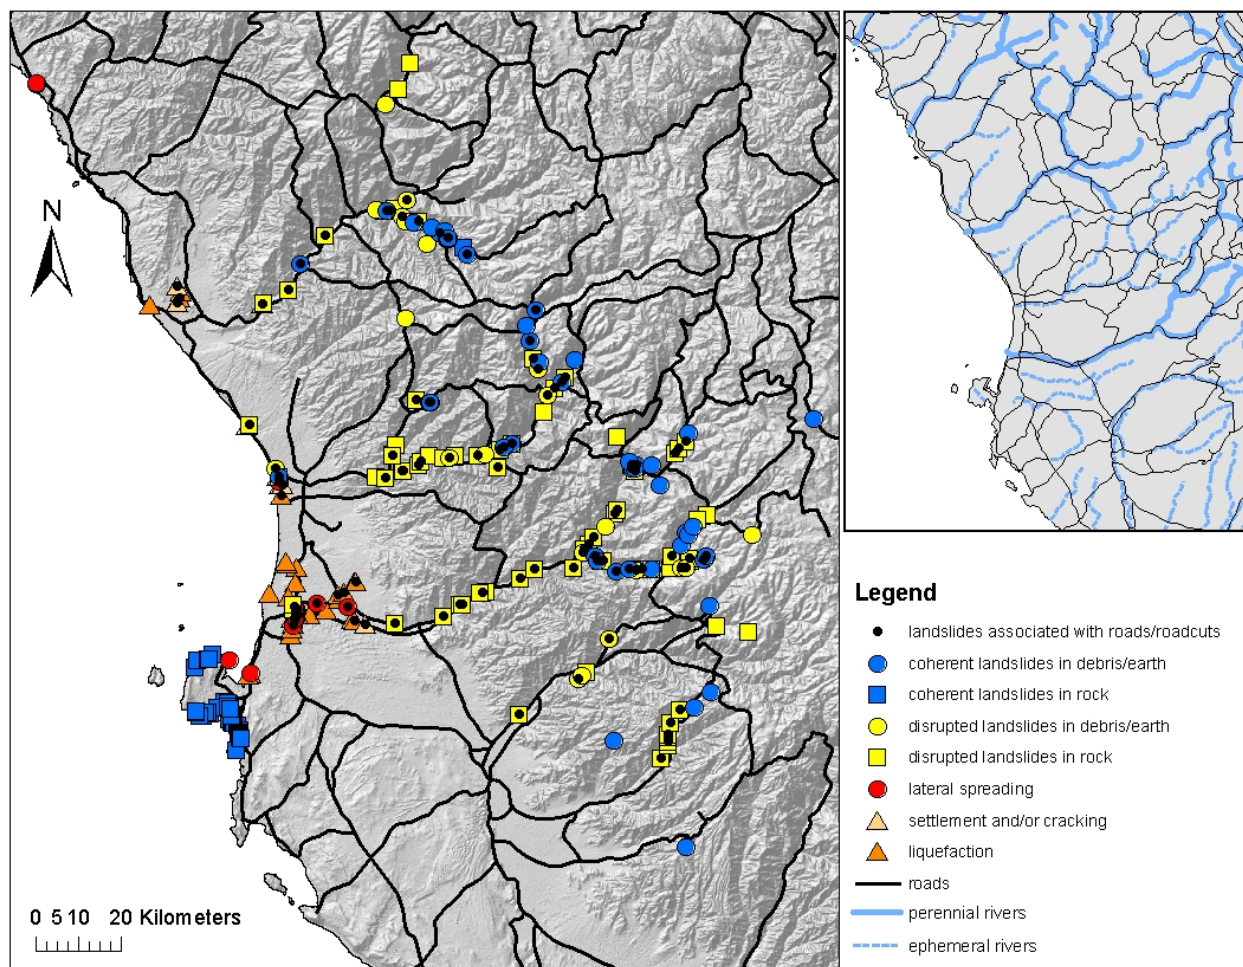 N
0 5 10 20 Kilometers
Legend
landslides associated with roads/roadcuts
coherent landslides in debris/earth
coherent landslides in rock
disrupted landslides in debris/earth
disrupted landslides in rock
lateral spreading
settlement and/or cracking
liquefaction
roads
perennial rivers
ephemeral rivers